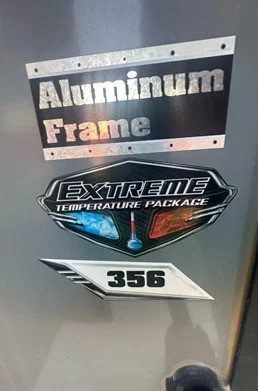 Aluminum
Frame
EXTREME
TEMPERATURE PACKAGE
356